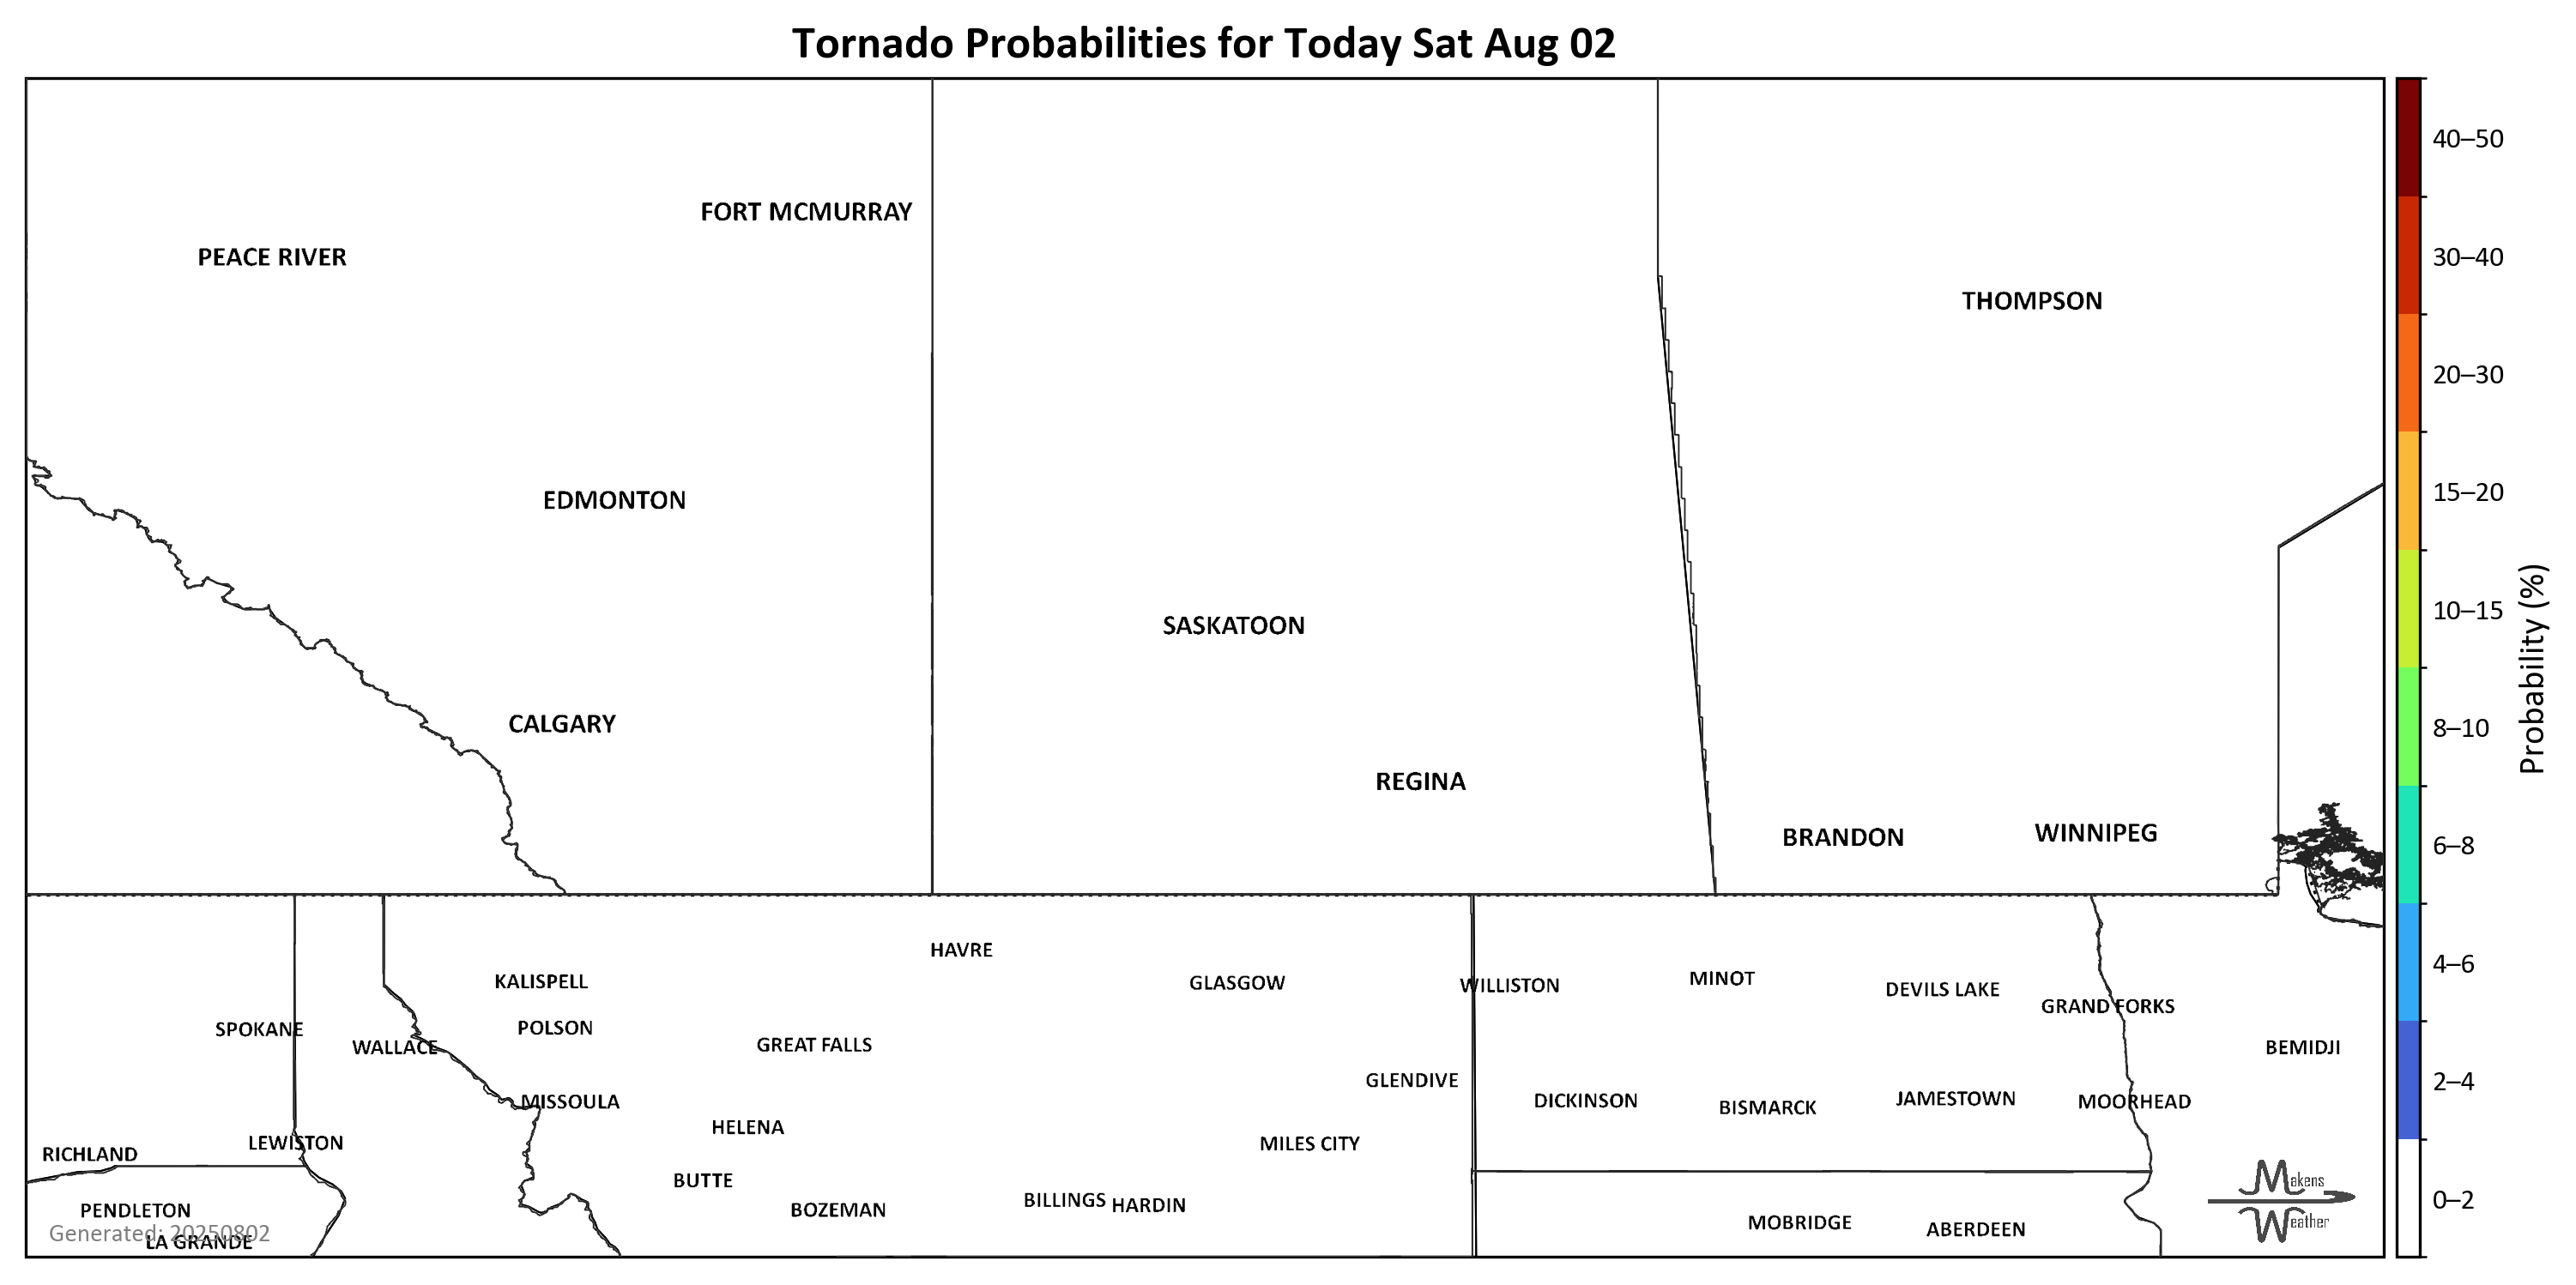 Tornado Probabilities for Today Sat Aug 02
FORT MCMURRAY
PEACE RIVER
THOMPSON
EDMONTON
SASKATOON
CALGARY
REGINA
BRANDON
WINNIPEG
HAVRE
KALISPELL
GLASGOW
WILLISTON
MINOT
DEVILS LAKE
GRAND FORKS
SPOKANE
POLSON
WALLACE
GREAT FALLS
BEMIDJI
GLENDIVE
MISSOULA
DICKINSON
BISMARCK
JAMESTOWN
MOORHEAD
HELENA
LEWISTON
MILES CITY
RICHLAND
BUTTE
BILLINGS
HARDIN
PENDLETON
BOZEMAN
MOBRIDGE
ABERDEEN
Generated: 20250802
LA GRANDE
Makens
Weather
40–50
30–40
20–30
15–20
10–15
8–10
6–8
4–6
2–4
0–2
Probability (%)